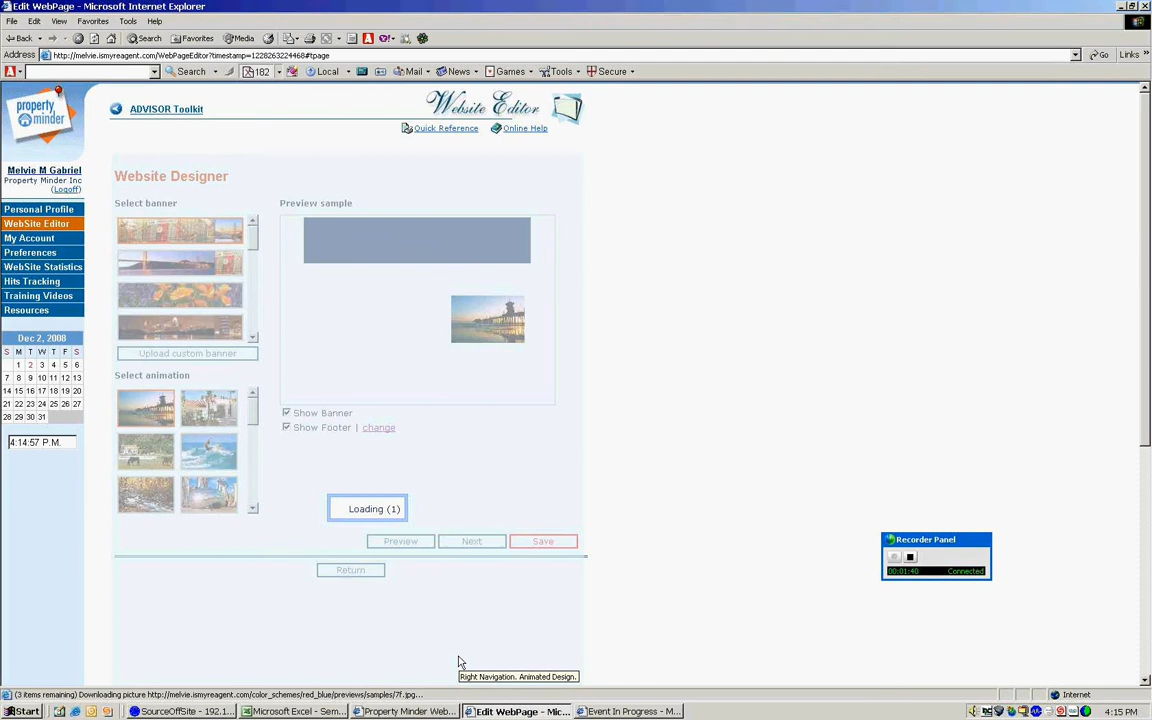 Edit WebPage - Microsoft Internet Explorer
File Edit View Favorites Tools Help
Back Search Favorites Media
Address http://melvie.ismyreagent.com/WebPageEditor?timestamp=1228263224468#tpage Go Links
Search 182 Local Mail News Games Tools Secure
property minder
ADVISOR Toolkit
Website Editor
Quick Reference Online Help
Melvie M Gabriel
Property Minder Inc
(Logoff)
Personal Profile
WebSite Editor
My Account
Preferences
WebSite Statistics
Hits Tracking
Training Videos
Resources
Dec 2, 2008
S M T W T F S
1 2 3 4 5 6
7 8 9 10 11 12 13
14 15 16 17 18 19 20
21 22 23 24 25 26 27
28 29 30 31
4:14:57 P.M.
Website Designer
Select banner
Preview sample
Upload custom banner
Select animation
Show Banner
Show Footer | change
Loading (1)
Preview Next Save
Return
Recorder Panel
00:01:40 Connected
Right Navigation. Animated Design.
(3 items remaining) Downloading picture http://melvie.ismyreagent.com/color_schemes/red_blue/previews/samples/7f.jpg... Internet
Start SourceOffSite - 192.1... Microsoft Excel - Sem... Property Minder Web... Edit WebPage - Mic... Event In Progress - M... 4:15 PM